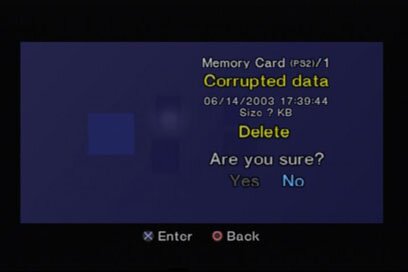 Memory Card (PS2)/1
Corrupted data
06/14/2003 17:39:44
Size ? KB
Delete
Are you sure?
Yes No
Enter Back